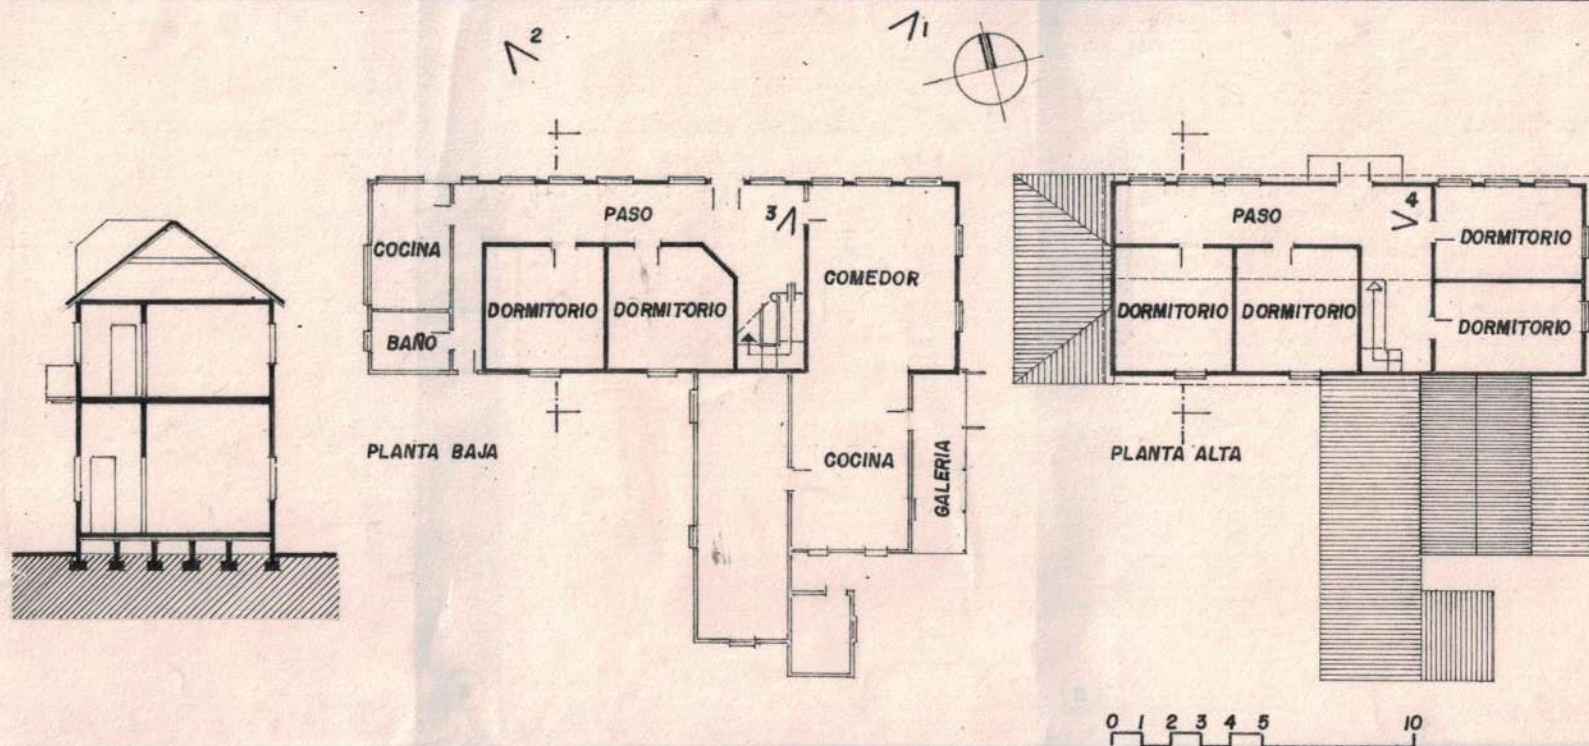 2
1
PASO
3
COCINA
COMEDOR
DORMITORIO
DORMITORIO
BAÑO
PLANTA BAJA
COCINA
GALERIA
PASO
4
DORMITORIO
DORMITORIO
DORMITORIO
DORMITORIO
PLANTA ALTA
0 1 2 3 4 5 10